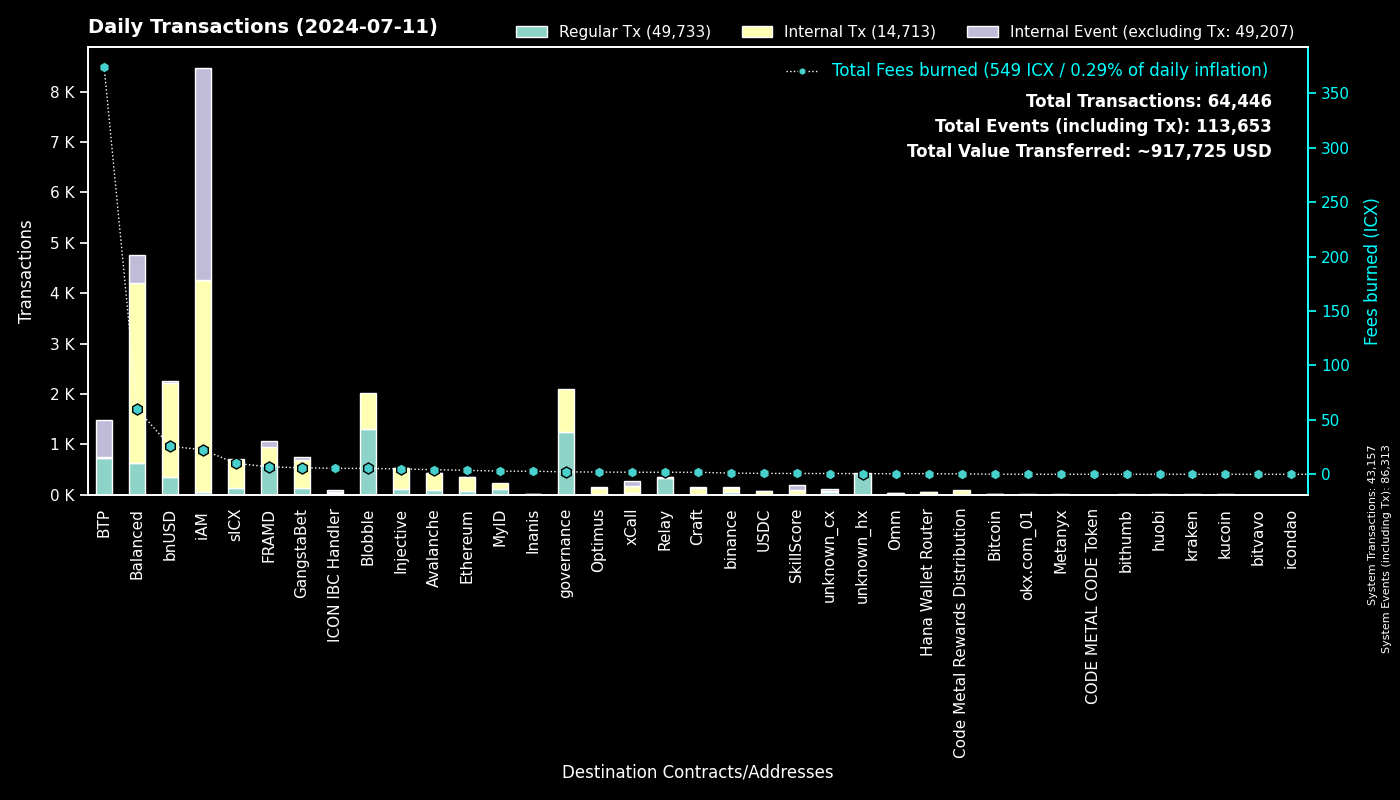 Daily Transactions (2024-07-11)
Regular Tx (49,733)
Internal Tx (14,713)
Internal Event (excluding Tx: 49,207)
Total Fees burned (549 ICX / 0.29% of daily inflation)
Total Transactions: 64,446
Total Events (including Tx): 113,653
Total Value Transferred: ~917,725 USD
Transactions
8 K
7 K
6 K
5 K
4 K
3 K
2 K
1 K
0 K
350
300
250
200
150
100
50
0
Fees burned (ICX)
BTP
Balanced
bnUSD
iAM
sICX
FRAMD
GangstaBet
ICON IBC Hander
Blobble
Injective
Avalanche
Ethereum
MyID
Inanis
governance
Optimus
xCall
Relay
Craft
binance
USDC
SkillScore
unknown_cx
unknown_hx
Omm
Hana Wallet Router
Code Metal Rewards Distribution
Bitcoin
okx.com_01
Metanyx
CODE METAL CODE Token
bithumb
huobi
kraken
kucoin
bitvavo
icondao
Destination Contracts/Addresses
System Transactions: 43,157
System Events (including Tx): 86,313